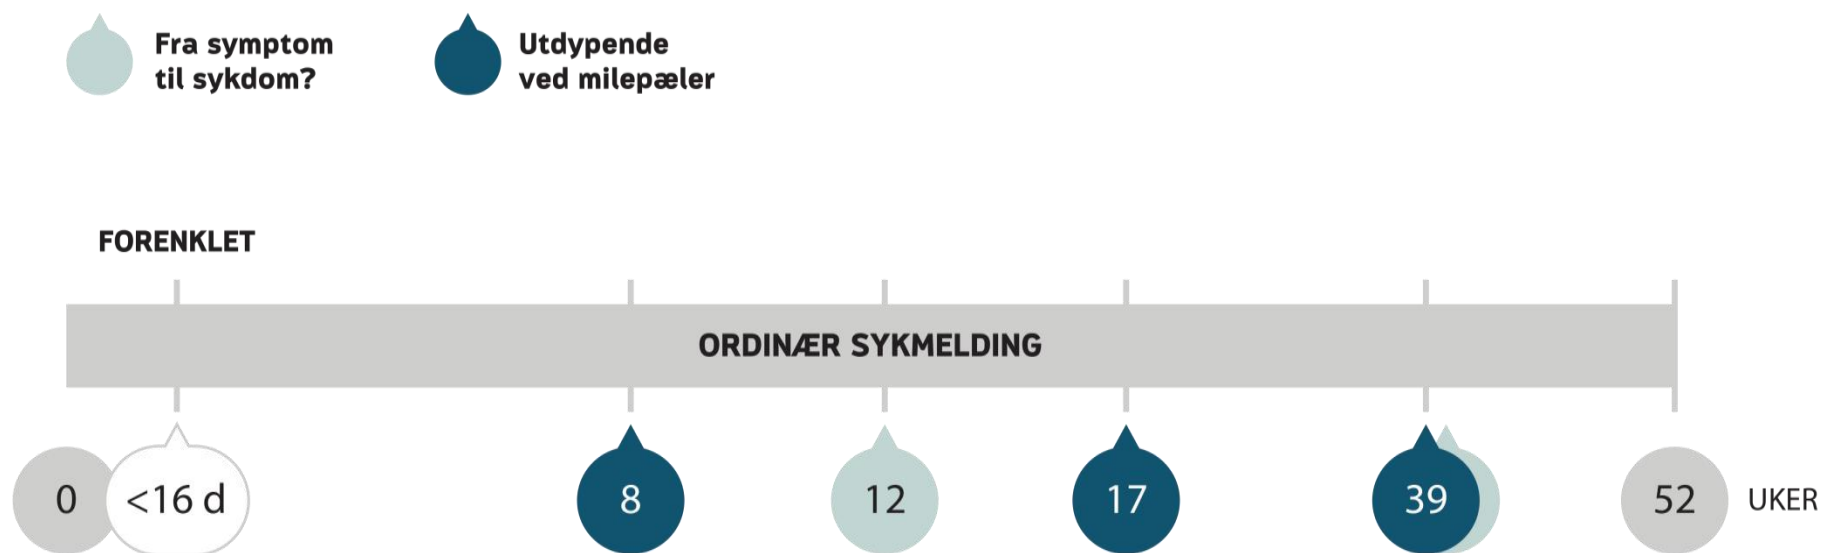 Fra symptom
til sykdom?
Utdypende
ved milepæler
FORENKLET
ORDINÆR SYKMELDING
0 <16 d 8 12 17 39 52 UKER